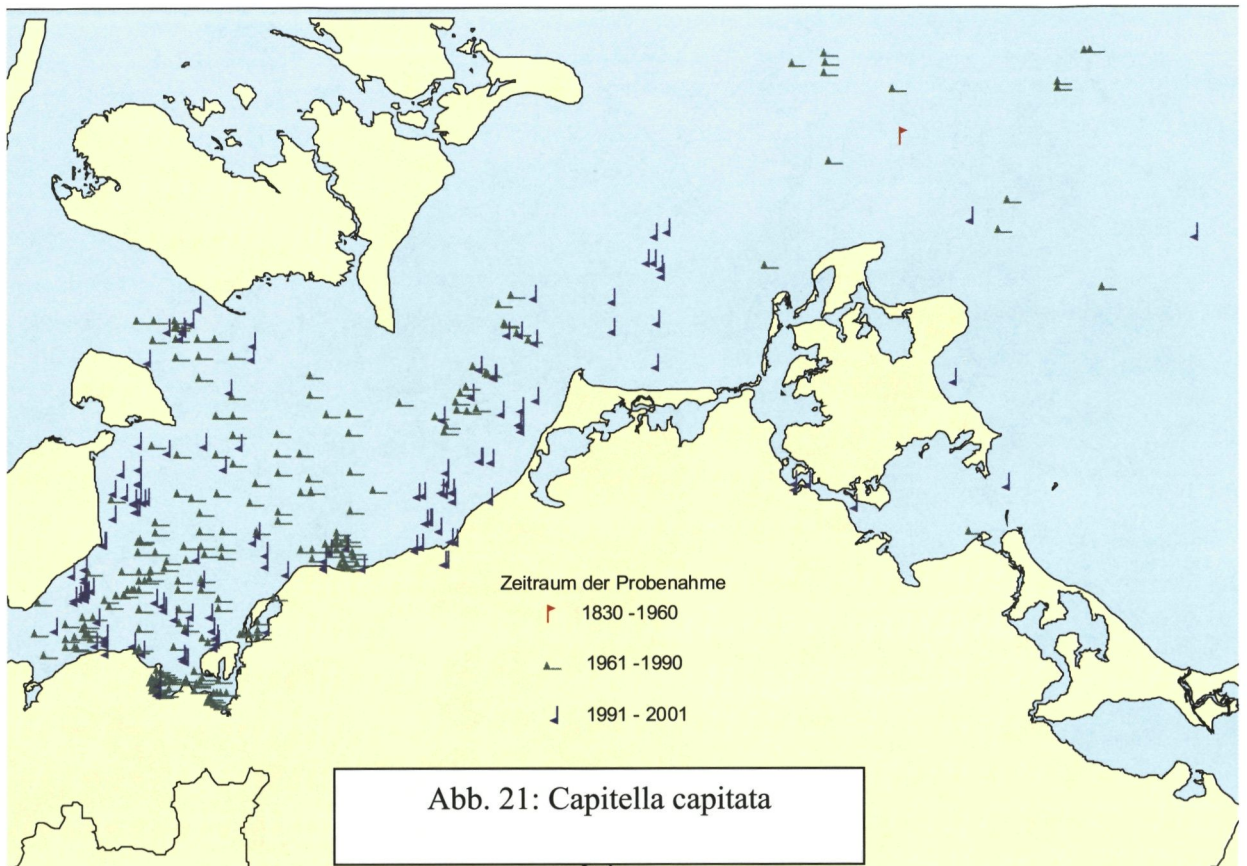 Zeitraum der Probenahme
1830 -1960
1961 -1990
1991 - 2001
Abb. 21: Capitella capitata